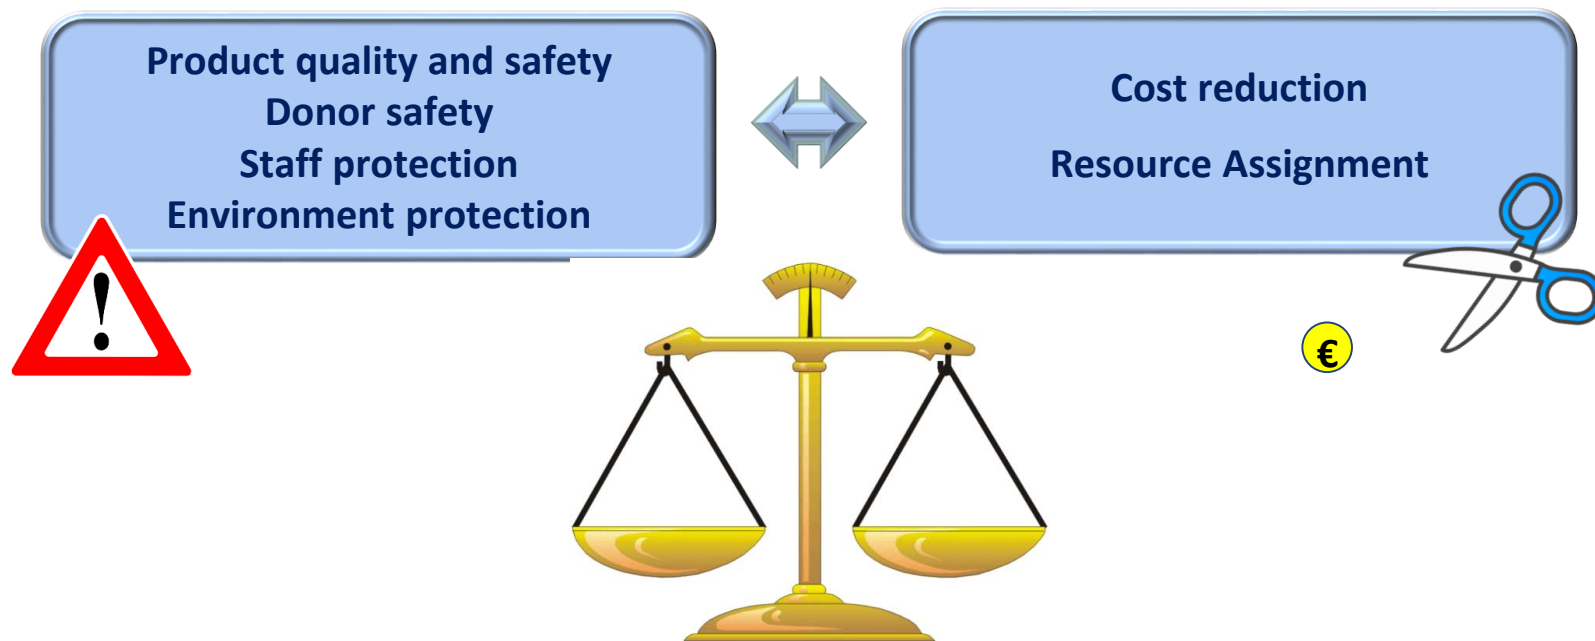 Product quality and safety
Donor safety
Staff protection
Environment protection
Cost reduction
Resource Assignment
!
€